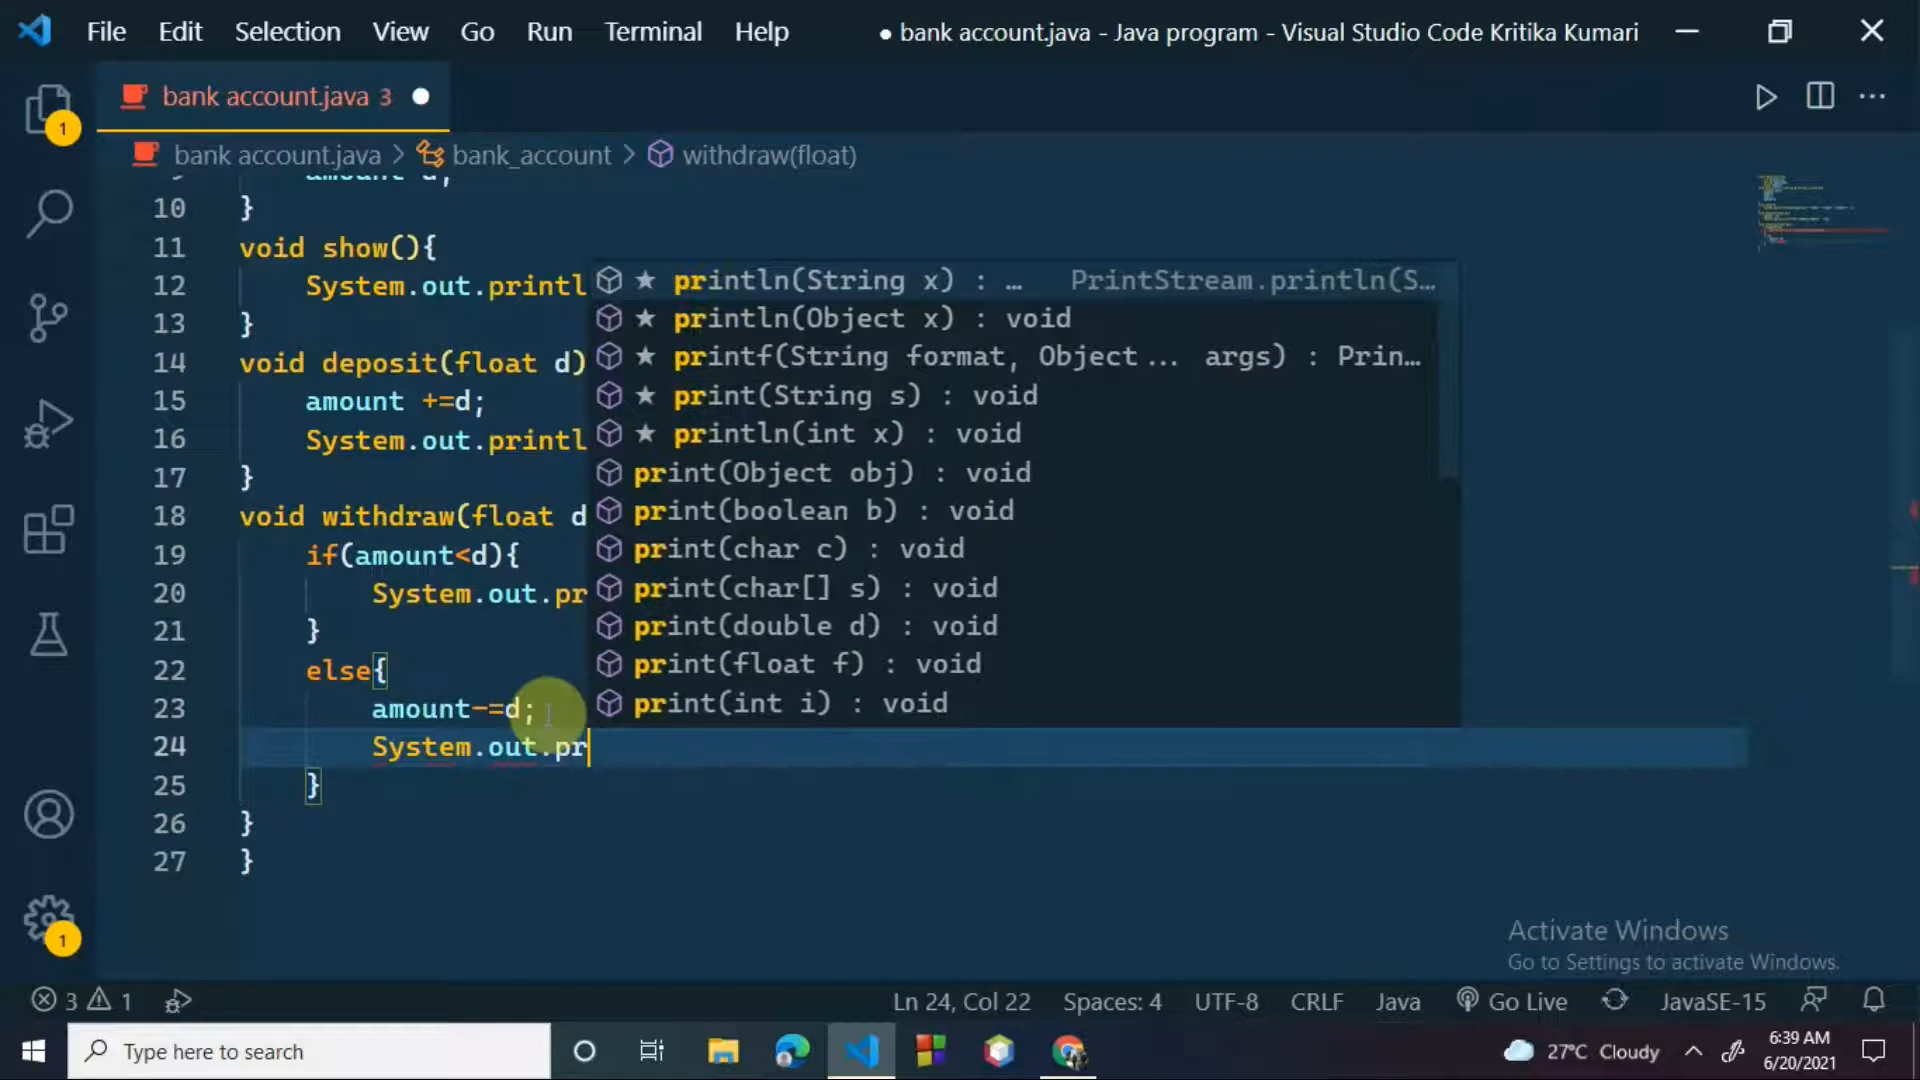 File Edit Selection View Go Run Terminal Help ● bank account.java - Java program - Visual Studio Code Kritika Kumari
bank account.java 3 ●
bank account.java > bank_account > withdraw(float)
1
10 }
11 void show(){
12 System.out.printl
13 }
14 void deposit(float d)
15 amount +=d;
16 System.out.printl
17 }
18 void withdraw(float d
19 if(amount<d){
20 System.out.pr
21 }
22 else{
23 amount-=d;
24 System.out.pr
25 }
26 }
27 }
★ println(String x) : … PrintStream.println(S…
★ println(Object x) : void
★ printf(String format, Object... args) : Prin…
★ print(String s) : void
★ println(int x) : void
print(Object obj) : void
print(boolean b) : void
print(char c) : void
print(char[] s) : void
print(double d) : void
print(float f) : void
print(int i) : void
1
Activate Windows
Go to Settings to activate Windows.
3 1 Ln 24, Col 22 Spaces: 4 UTF-8 CRLF Java Go Live JavaSE-15
Type here to search 27°C Cloudy 6:39 AM
6/20/2021